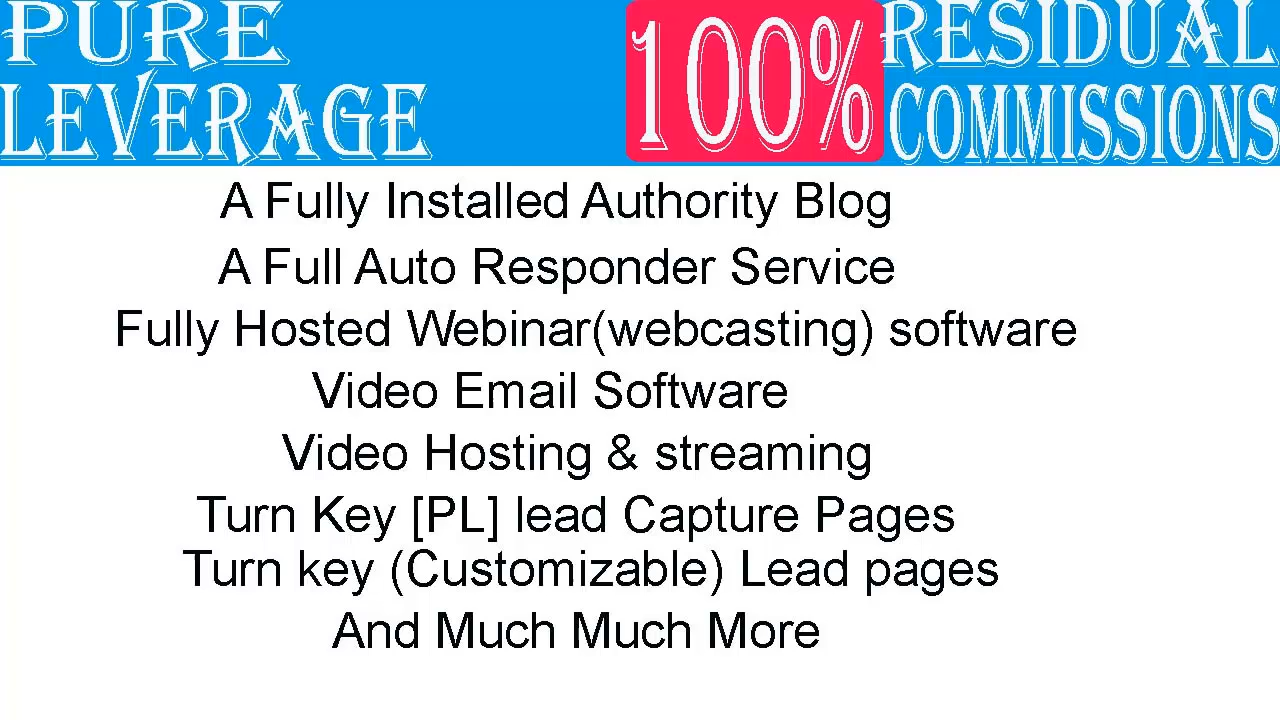 PURE
LEVERAGE
100%
RESIDUAL
COMMISSIONS
A Fully Installed Authority Blog
A Full Auto Responder Service
Fully Hosted Webinar(webcasting) software
Video Email Software
Video Hosting & streaming
Turn Key [PL] lead Capture Pages
Turn key (Customizable) Lead pages
And Much Much More